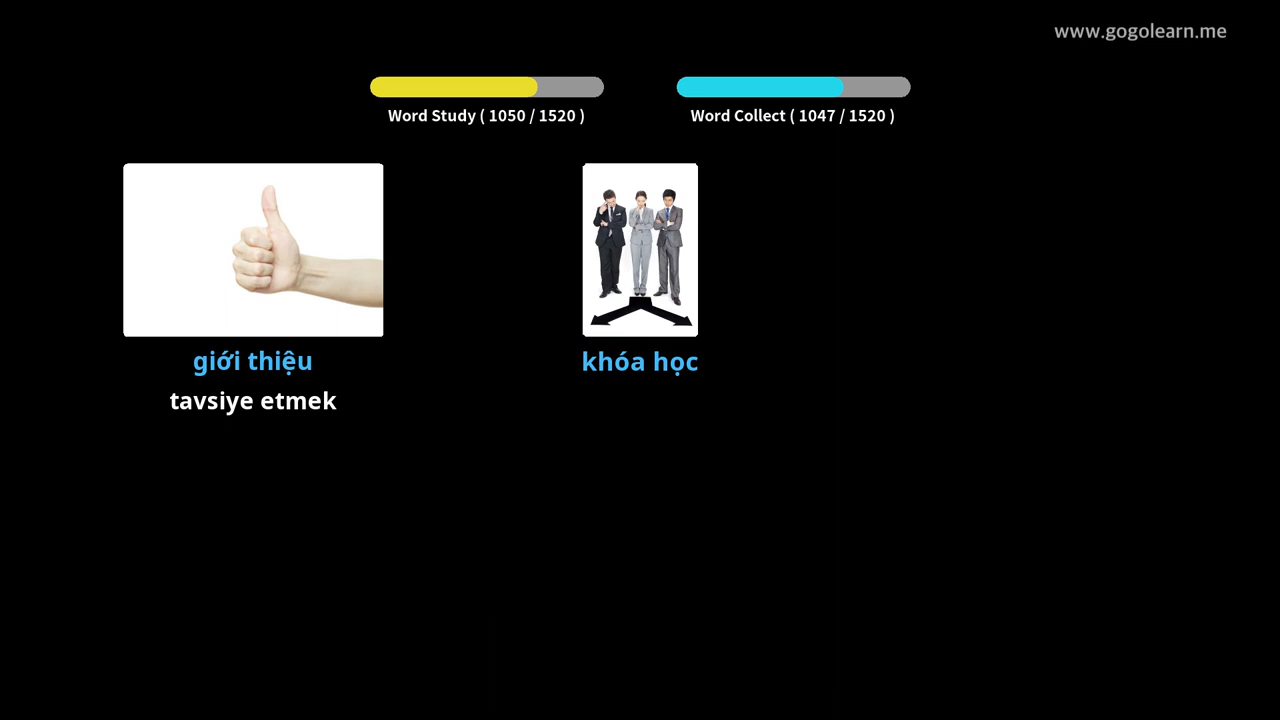 www.gogolearn.me
Word Study ( 1050 / 1520 )
Word Collect ( 1047 / 1520 )
giới thiệu
khóa học
tavsiye etmek